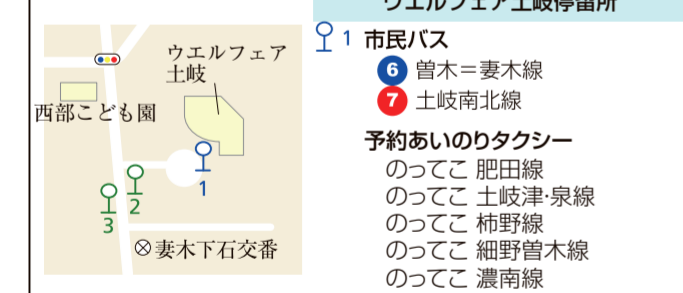 ウエルフェア土岐停留所
ウエルフェア
土岐
西部こども園
1
2
3
妻木下石交番
1 市民バス
6 曽木=妻木線
7 土岐南北線
予約あいのりタクシー
のってこ 肥田線
のってこ 土岐津·泉線
のってこ 柿野線
のってこ 細野曽木線
のってこ 濃南線